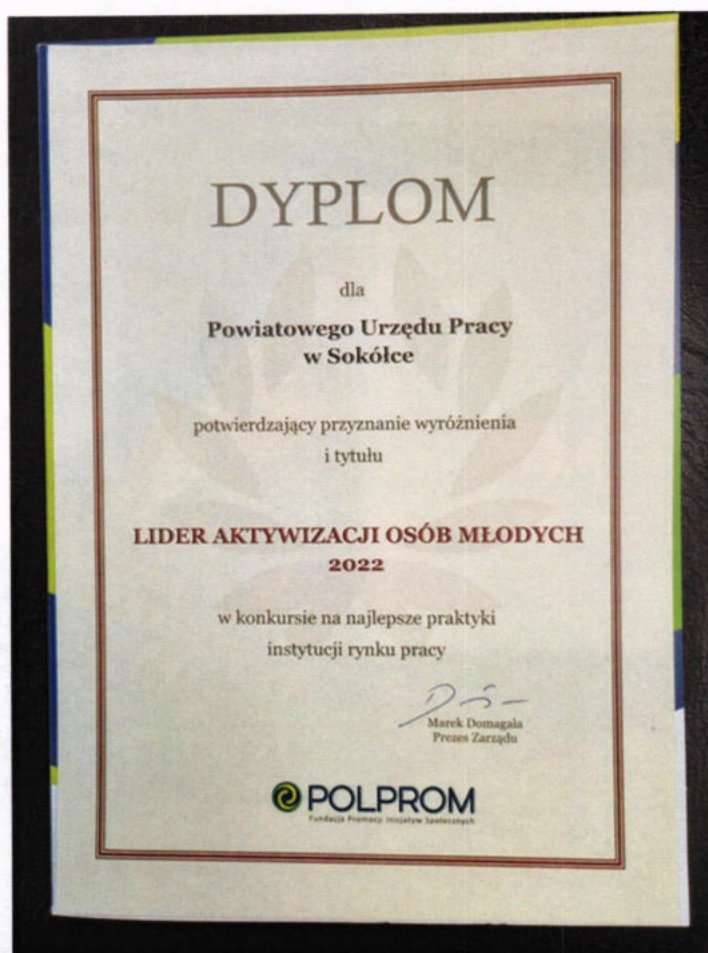 DYPLOM
dla
Powiatowego Urzędu Pracy
w Sokółce
potwierdzający przyznanie wyróżnienia
i tytułu
LIDER AKTYWIZACJI OSÓB MŁODYCH
2022
w konkursie na najlepsze praktyki
instytucji rynku pracy
Marek Domagała
Prezes Zarządu
POLPROM
Fundacja Promocji Inicjatyw Społecznych